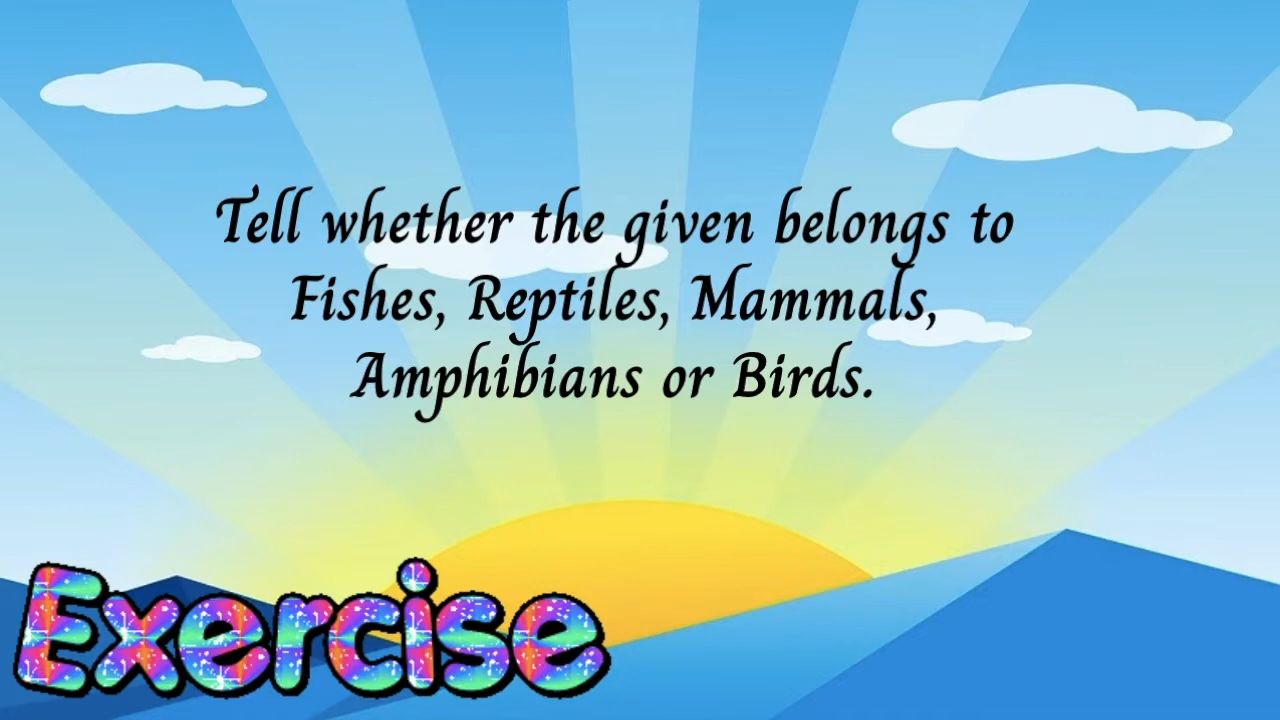 Tell whether the given belongs to
Fishes, Reptiles, Mammals,
Amphibians or Birds.
Exercise